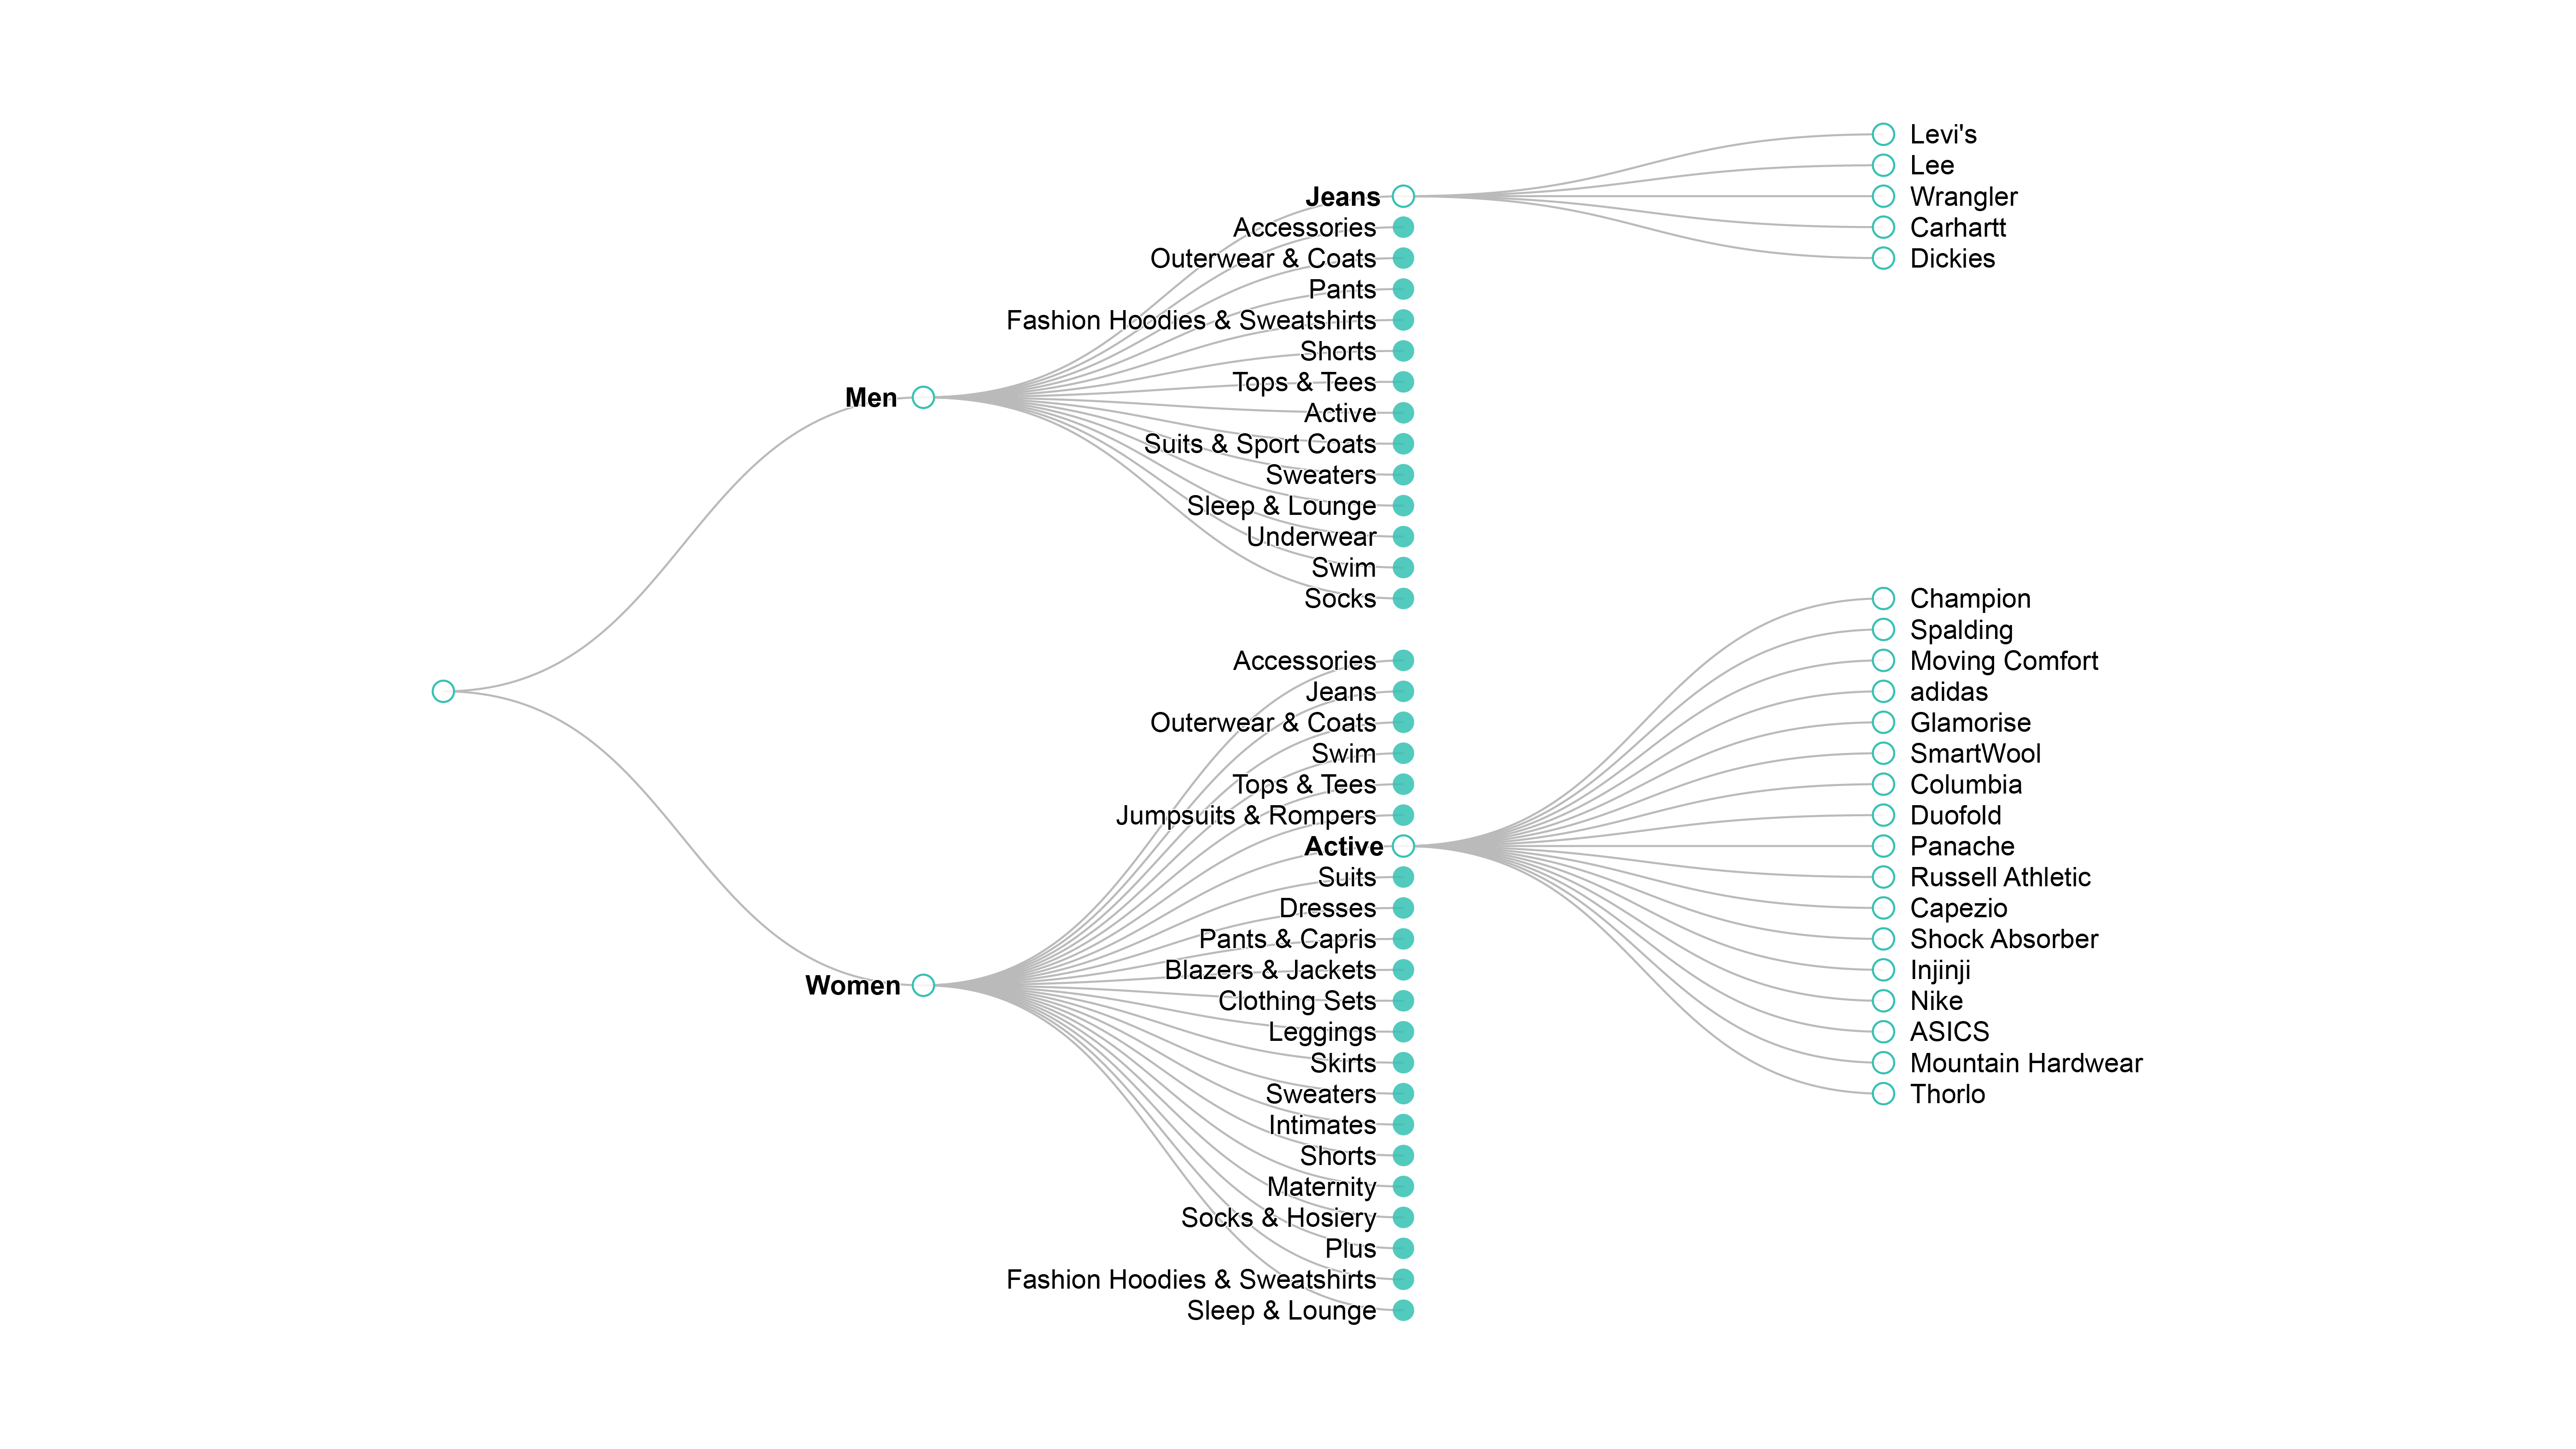 Men
Jeans
Levi's
Lee
Wrangler
Carhartt
Dickies
Accessories
Outerwear & Coats
Pants
Fashion Hoodies & Sweatshirts
Shorts
Tops & Tees
Active
Suits & Sport Coats
Sweaters
Sleep & Lounge
Underwear
Swim
Socks
Women
Accessories
Jeans
Outerwear & Coats
Swim
Tops & Tees
Jumpsuits & Rompers
Active
Champion
Spalding
Moving Comfort
adidas
Glamorise
SmartWool
Columbia
Duofold
Panache
Russell Athletic
Capezio
Shock Absorber
Injinji
Nike
ASICS
Mountain Hardwear
Thorlo
Suits
Dresses
Pants & Capris
Blazers & Jackets
Clothing Sets
Leggings
Skirts
Sweaters
Intimates
Shorts
Maternity
Socks & Hosiery
Plus
Fashion Hoodies & Sweatshirts
Sleep & Lounge